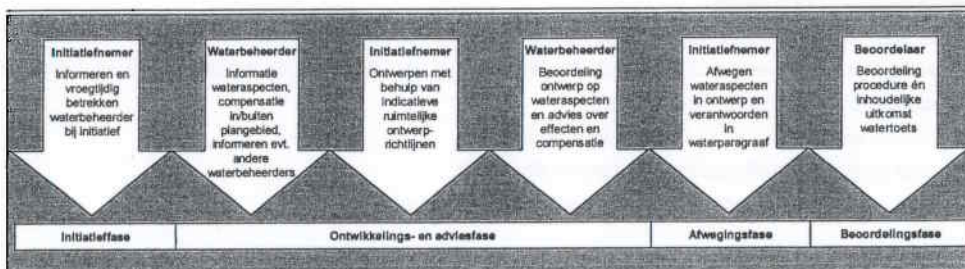 Initiatiefnemer
Informeren en
vroegtijdig
betrekken
waterbeheerder
bij initiatief
Waterbeheerder
Informatie
wateraspecten,
compensatie
in/buiten
plangebied,
informeren evt.
andere
waterbeheerders
Initiatiefnemer
Ontwerpen met
behulp van
indicatieve
ruimtelijke
ontwerp-
richtlijnen
Waterbeheerder
Beoordeling
ontwerp op
wateraspecten
en advies over
effecten en
compensatie
Initiatiefnemer
Afwegen
wateraspecten
in ontwerp en
verantwoorden
in
waterparagraaf
Beoordelaar
Beoordeling
procedure én
inhoudelijke
uitkomst
watertoets
Initiatieffase
Ontwikkelings- en adviesfase
Afwegingsfase
Beoordelingsfase